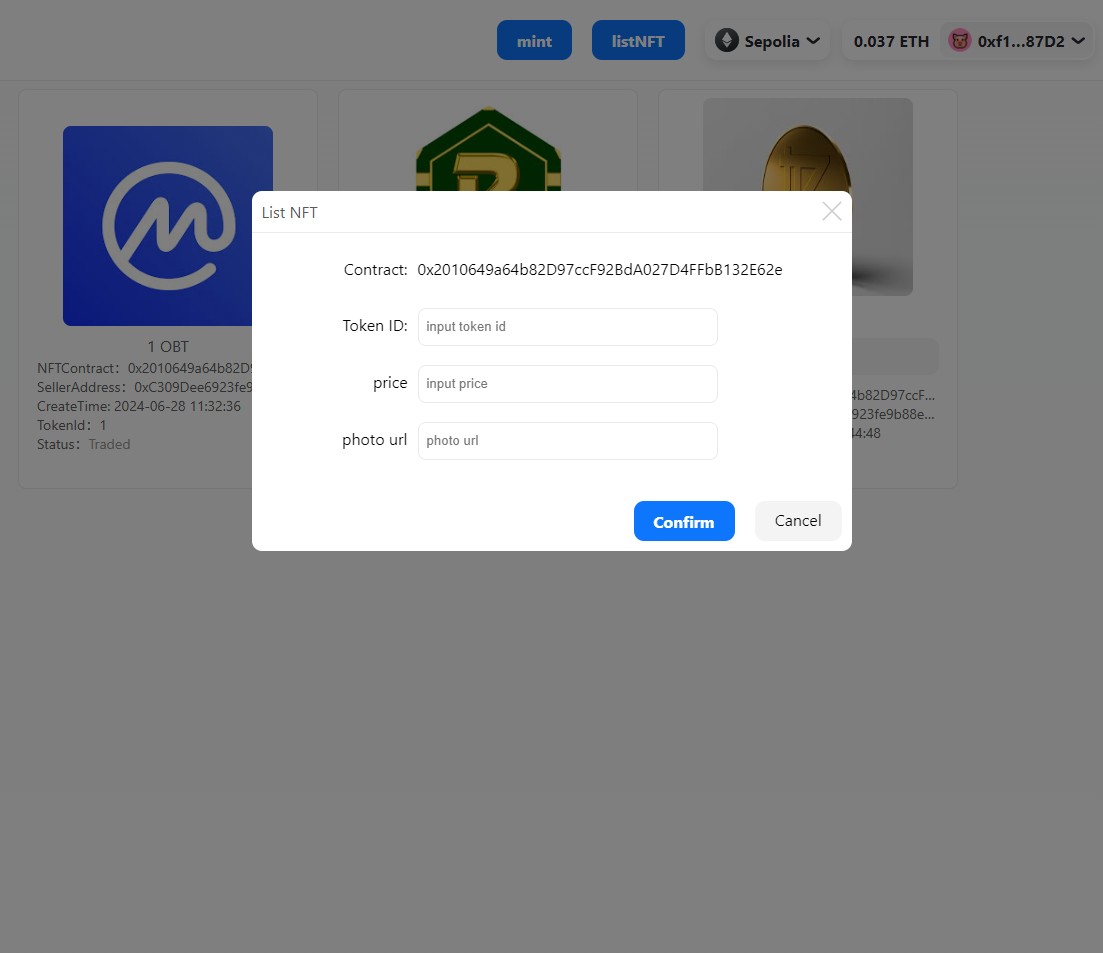 mint
listNFT
Sepolia
0.037 ETH
0xf1...87D2
List NFT
Contract: 0x2010649a64b82D97ccF92BdA027D4FFbB132E62e
Token ID: input token id
price input price
photo url photo url
Confirm
Cancel
1 OBT
NFTContract： 0x2010649a64b82D9
SellerAddress： 0xC309Dee6923fe9
CreateTime: 2024-06-28 11:32:36
TokenId： 1
Status： Traded
4b82D97ccF...
923fe9b88e...
44:48